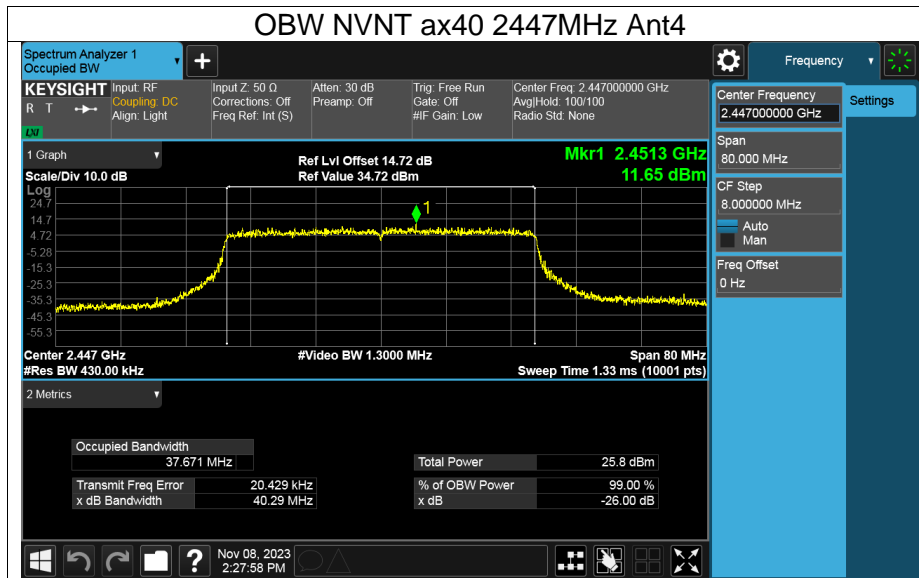 OBW NVNT ax40 2447MHz Ant4
Spectrum Analyzer 1
Occupied BW
+
Frequency
KEYSIGHT
R T
LXI
Input: RF
Coupling: DC
Align: Light
Input Z: 50 Ω
Corrections: Off
Freq Ref: Int (S)
Atten: 30 dB
Preamp: Off
Trig: Free Run
Gate: Off
#IF Gain: Low
Center Freq: 2.447000000 GHz
Avg|Hold: 100/100
Radio Std: None
Center Frequency
2.447000000 GHz
Settings
Span
80.000 MHz
CF Step
8.000000 MHz
Auto
Man
Freq Offset
0 Hz
1 Graph
Scale/Div 10.0 dB
Ref Lvl Offset 14.72 dB
Ref Value 34.72 dBm
Mkr1 2.4513 GHz
11.65 dBm
Log
24.7
14.7
4.72
-5.28
-15.3
-25.3
-35.3
-45.3
-55.3
1
Center 2.447 GHz
#Res BW 430.00 kHz
#Video BW 1.3000 MHz
Span 80 MHz
Sweep Time 1.33 ms (10001 pts)
2 Metrics
Occupied Bandwidth
37.671 MHz
Transmit Freq Error 20.429 kHz
x dB Bandwidth 40.29 MHz
Total Power 25.8 dBm
% of OBW Power 99.00 %
x dB -26.00 dB
?
Nov 08, 2023
2:27:58 PM